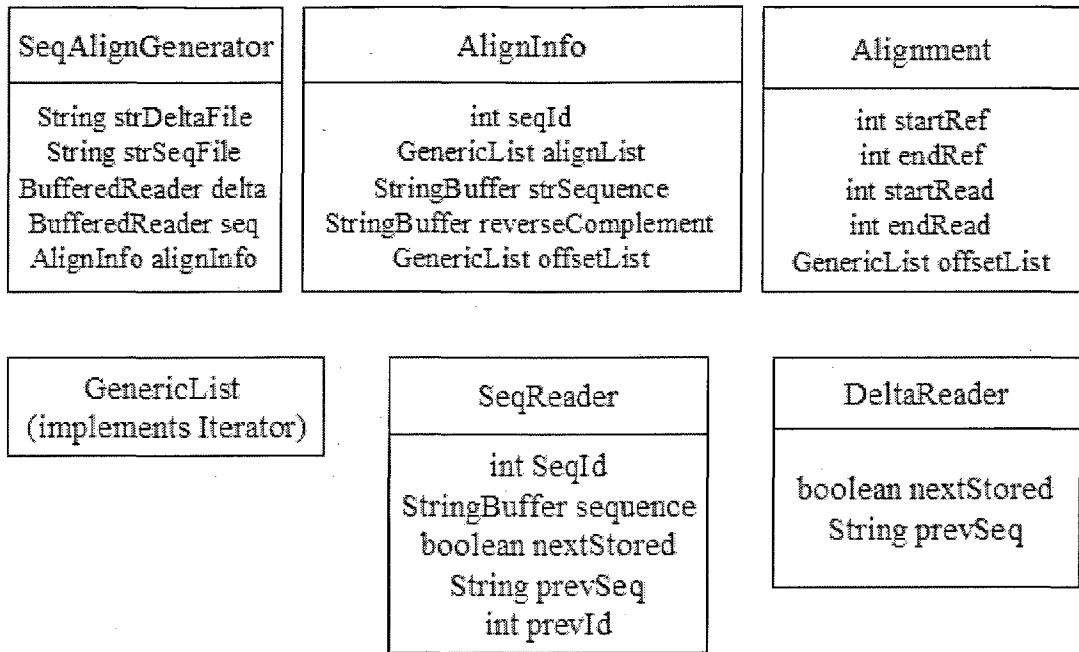 SeqAlignGenerator
String strDeltaFile
String strSeqFile
BufferedReader delta
BufferedReader seq
AlignInfo alignInfo
AlignInfo
int seqId
GenericList alignList
StringBuffer strSequence
StringBuffer reverseComplement
GenericList offsetList
Alignment
int startRef
int endRef
int startRead
int endRead
GenericList offsetList
GenericList
(implements Iterator)
SeqReader
int SeqId
StringBuffer sequence
boolean nextStored
String prevSeq
int prevId
DeltaReader
boolean nextStored
String prevSeq